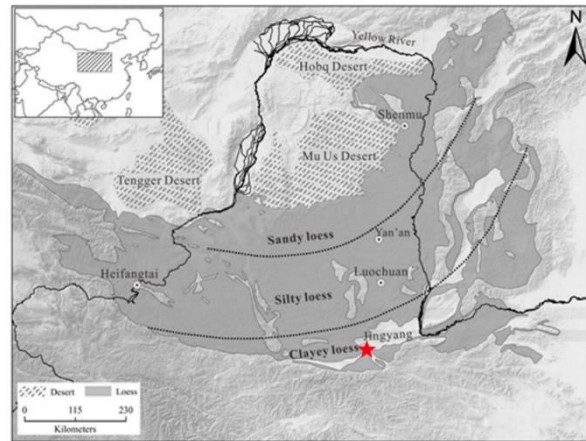 N
Yellow River
Hobq Desert
Shenmu
Mu Us Desert
Tengger Desert
Sandy loess
Yan'an
Heifangtai
Luochuan
Silty loess
Jingyang
Clayey loess
Desert
Loess
0 115 230
Kilometers